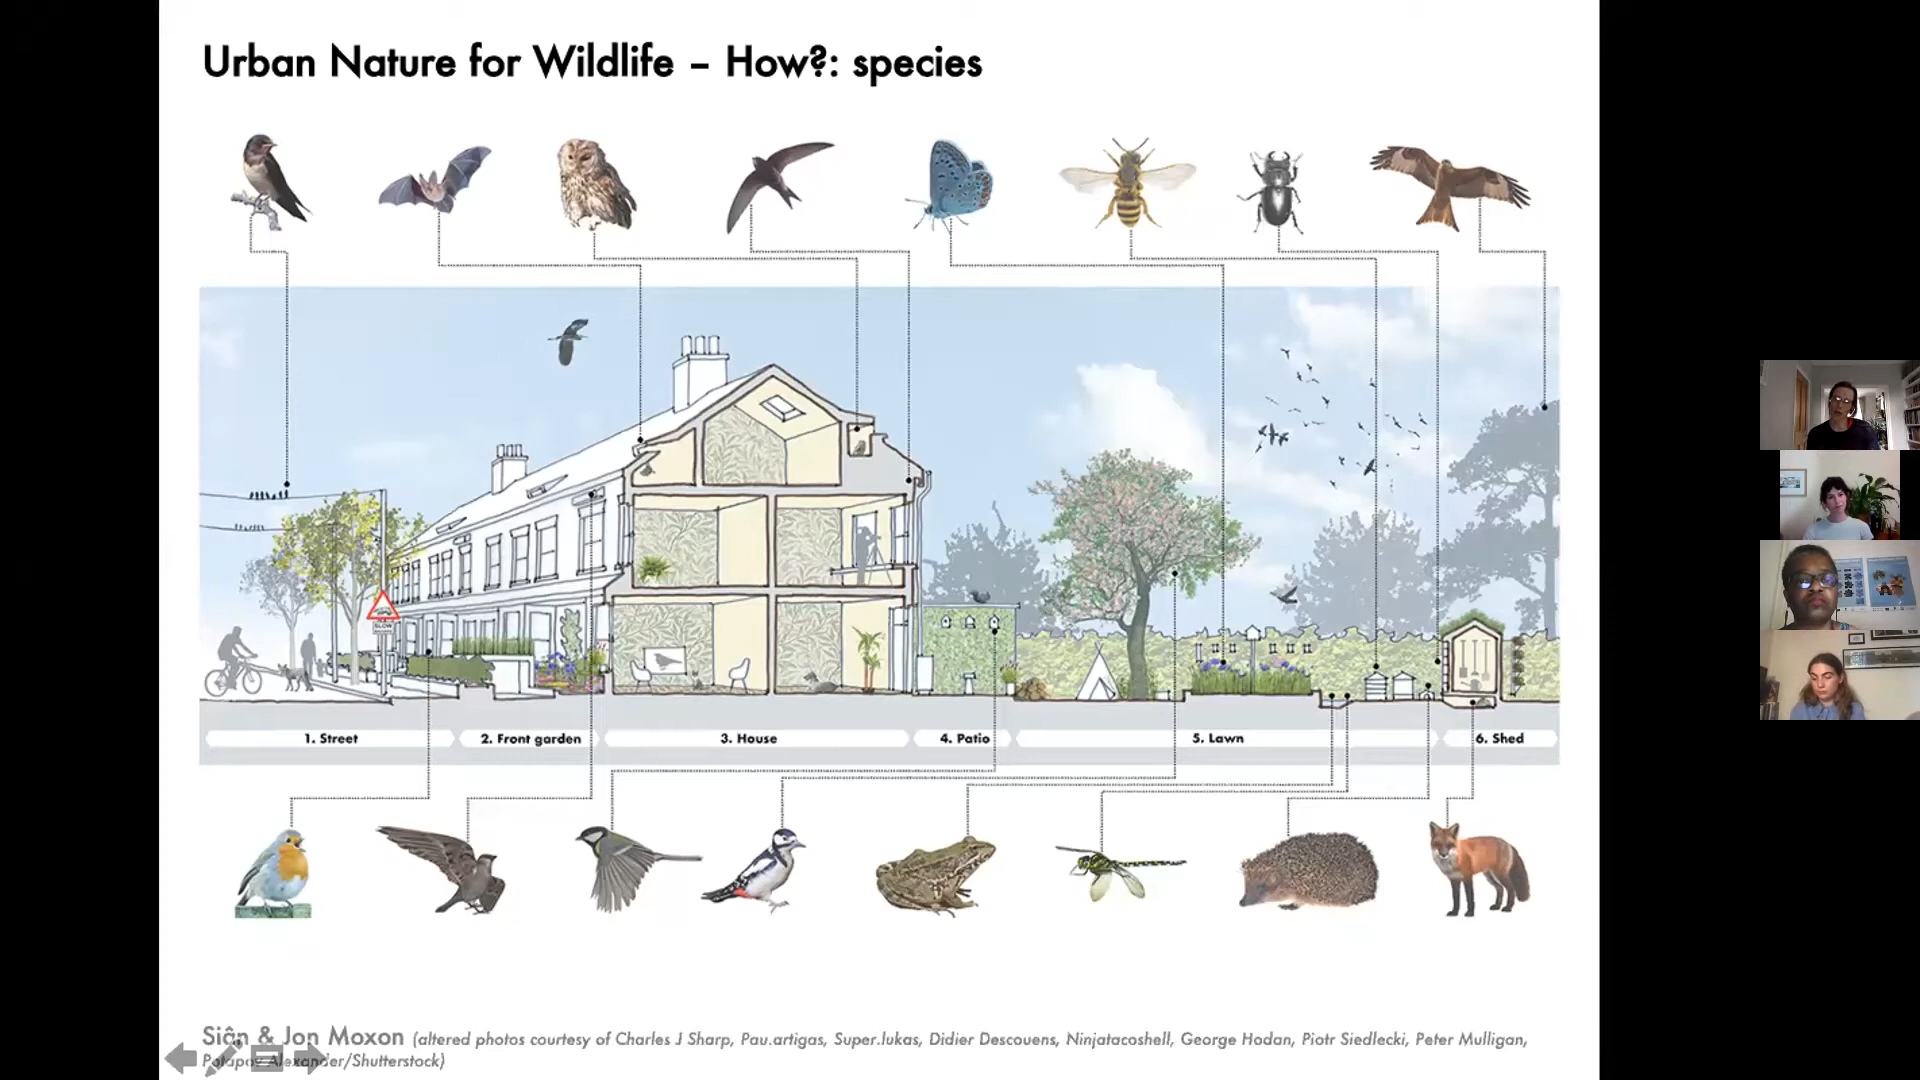 Urban Nature for Wildlife – How?: species
SLOW
1. Street
2. Front garden
3. House
4. Patio
5. Lawn
6. Shed
Siân & Jon Moxon (altered photos courtesy of Charles J Sharp, Pau.artigas, Super.lukas, Didier Descouens, Ninjatacoshell, George Hodan, Piotr Siedlecki, Peter Mulligan,
Potapov Alexander/Shutterstock)